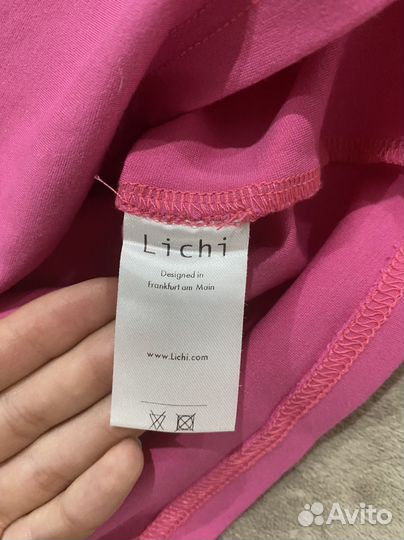 Lichi
Designed in
Frankfurt am Main
www.Lichi.com
Avito